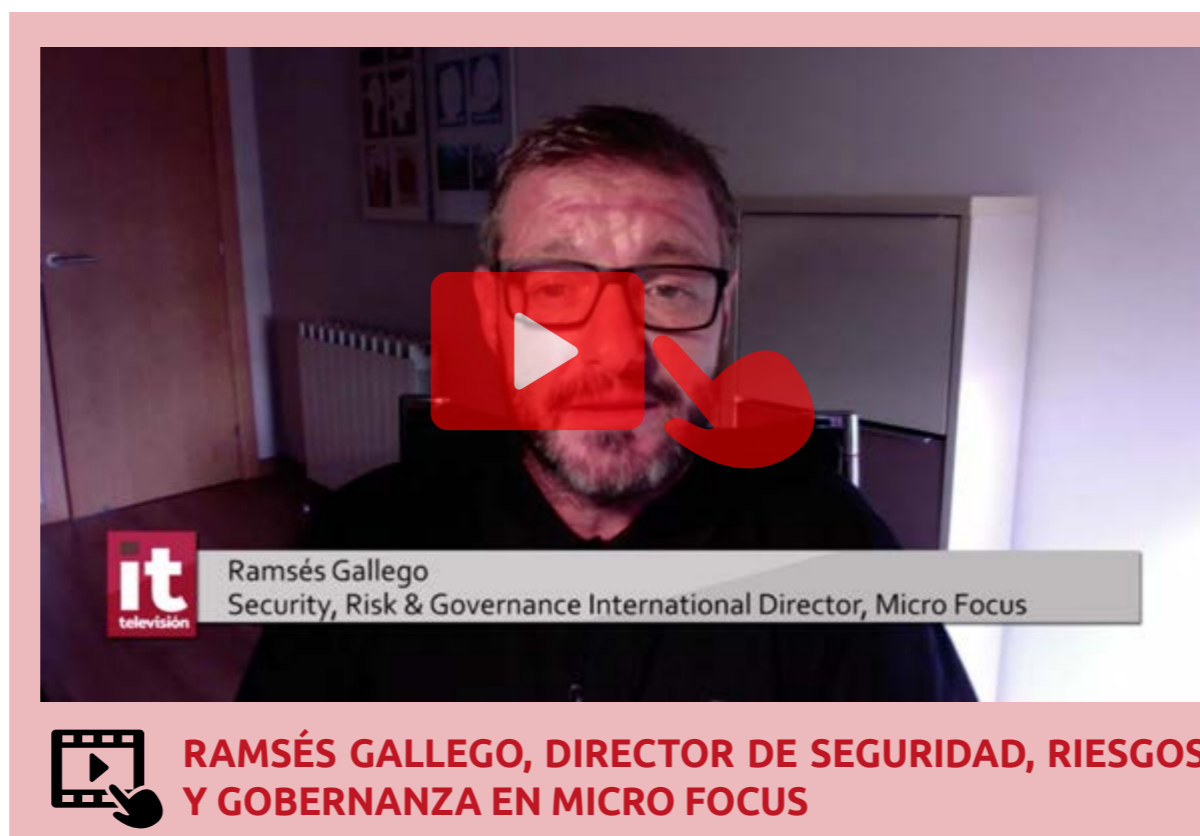 it
televisión
Ramsés Gallego
Security, Risk & Governance International Director, Micro Focus
RAMSÉS GALLEGO, DIRECTOR DE SEGURIDAD, RIESGOS
Y GOBERNANZA EN MICRO FOCUS